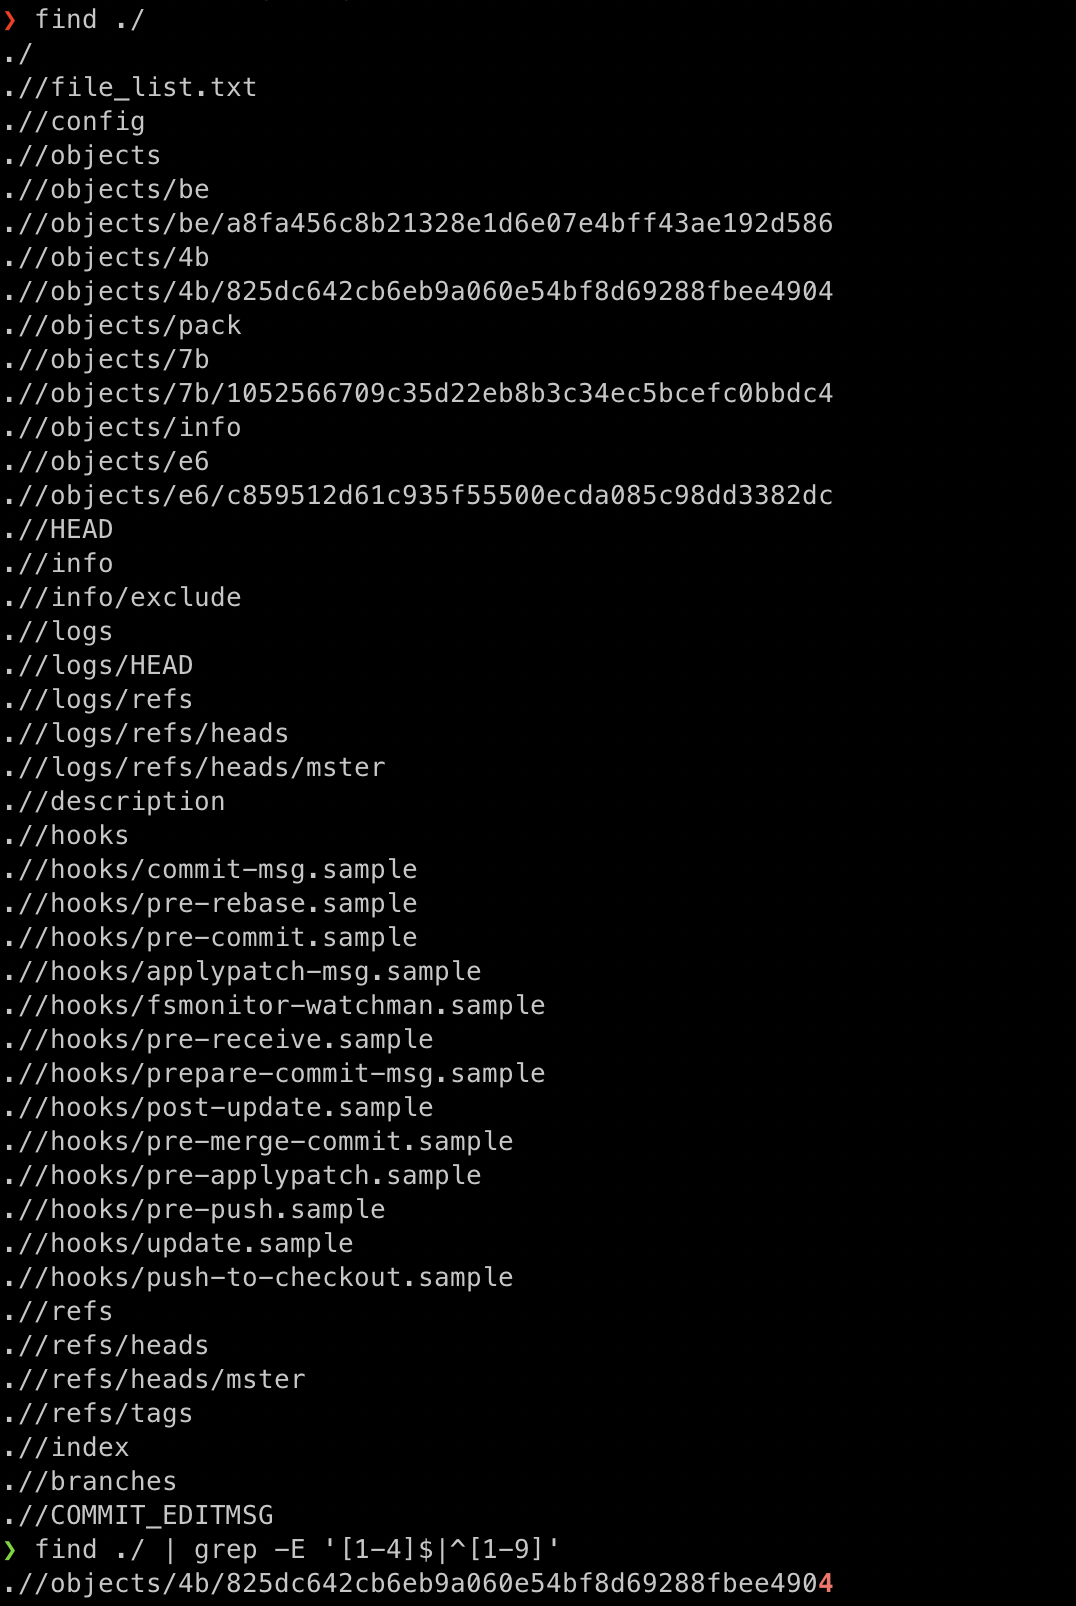 ❯ find ./
./
.//file_list.txt
.//config
.//objects
.//objects/be
.//objects/be/a8fa456c8b21328e1d6e07e4bff43ae192d586
.//objects/4b
.//objects/4b/825dc642cb6eb9a060e54bf8d69288fbee4904
.//objects/pack
.//objects/7b
.//objects/7b/1052566709c35d22eb8b3c34ec5bcefc0bbdc4
.//objects/info
.//objects/e6
.//objects/e6/c859512d61c935f55500ecda085c98dd3382dc
.//HEAD
.//info
.//info/exclude
.//logs
.//logs/HEAD
.//logs/refs
.//logs/refs/heads
.//logs/refs/heads/mster
.//description
.//hooks
.//hooks/commit-msg.sample
.//hooks/pre-rebase.sample
.//hooks/pre-commit.sample
.//hooks/applypatch-msg.sample
.//hooks/fsmonitor-watchman.sample
.//hooks/pre-receive.sample
.//hooks/prepare-commit-msg.sample
.//hooks/post-update.sample
.//hooks/pre-merge-commit.sample
.//hooks/pre-applypatch.sample
.//hooks/pre-push.sample
.//hooks/update.sample
.//hooks/push-to-checkout.sample
.//refs
.//refs/heads
.//refs/heads/mster
.//refs/tags
.//index
.//branches
.//COMMIT_EDITMSG
❯ find ./ | grep -E '[1-4]$|^[1-9]'
.//objects/4b/825dc642cb6eb9a060e54bf8d69288fbee4904